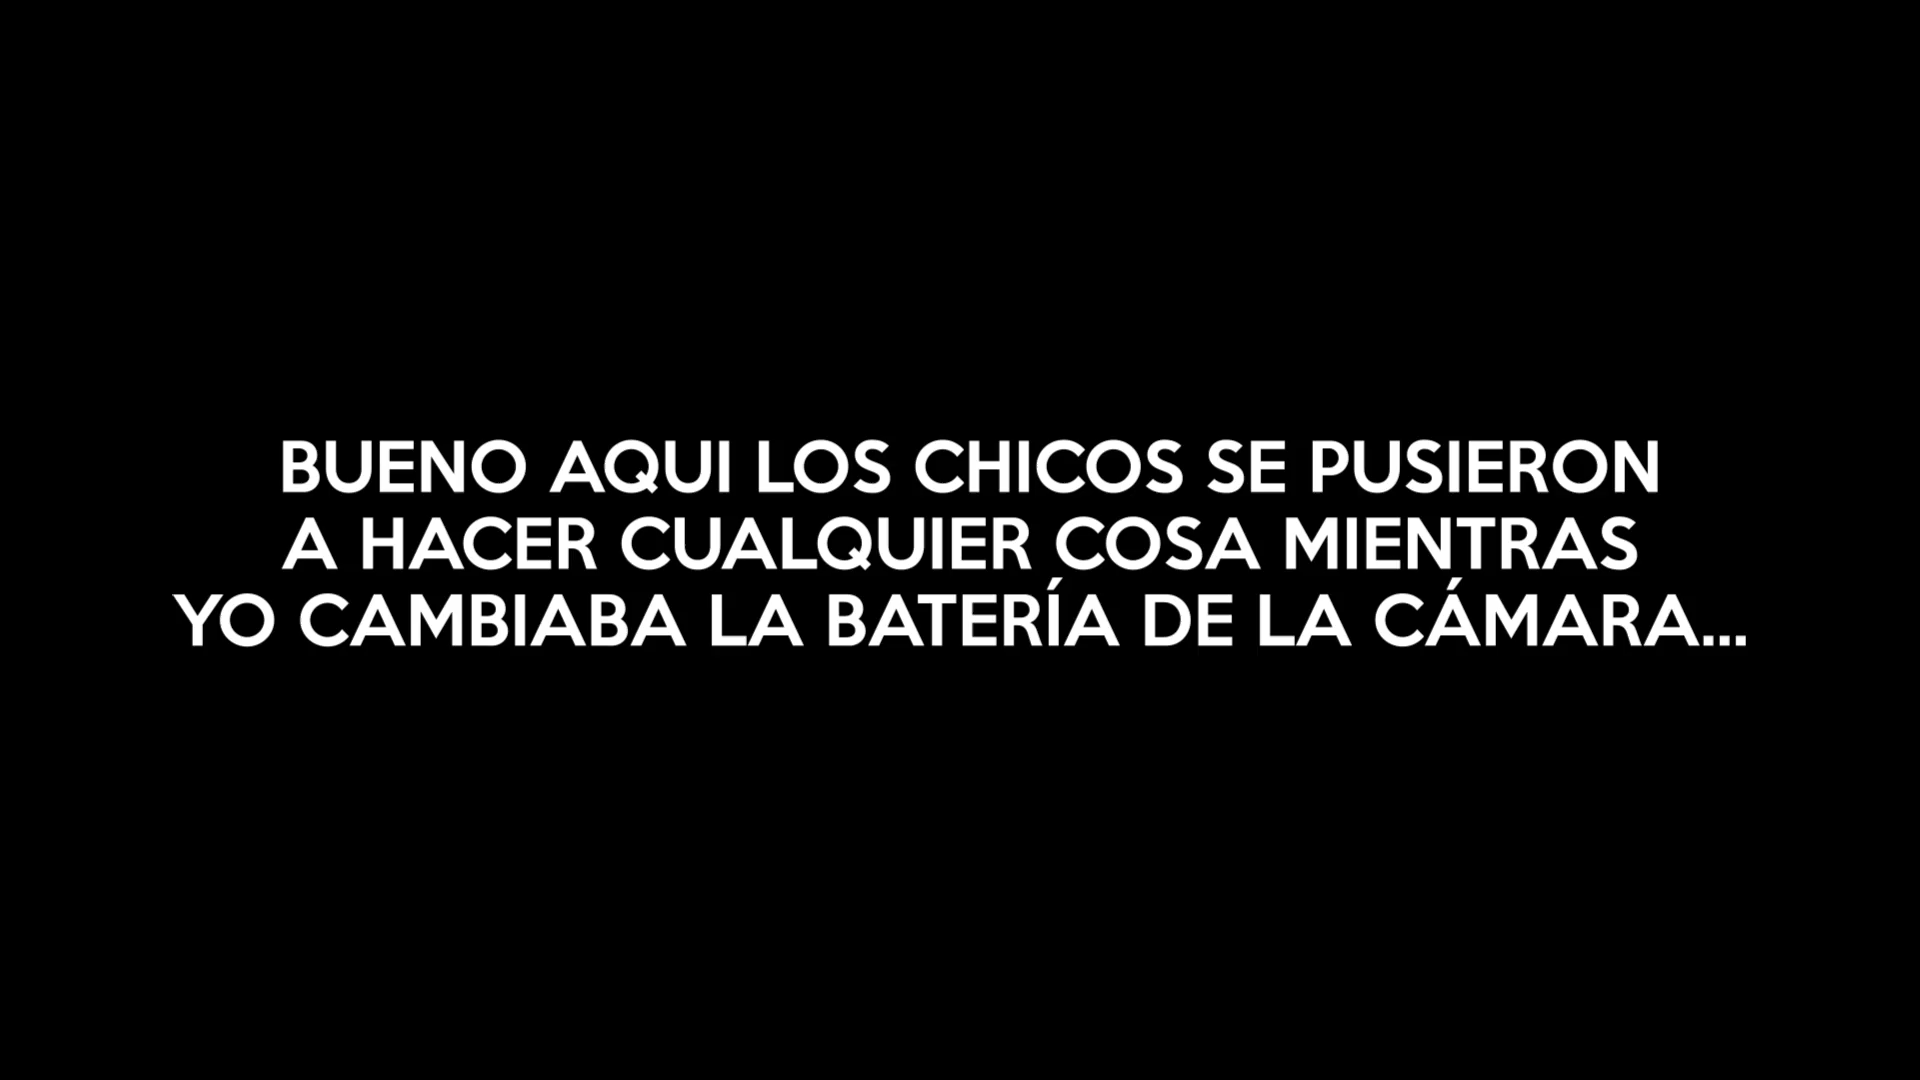 BUENO AQUI LOS CHICOS SE PUSIERON
A HACER CUALQUIER COSA MIENTRAS
YO CAMBIABA LA BATERÍA DE LA CÁMARA...